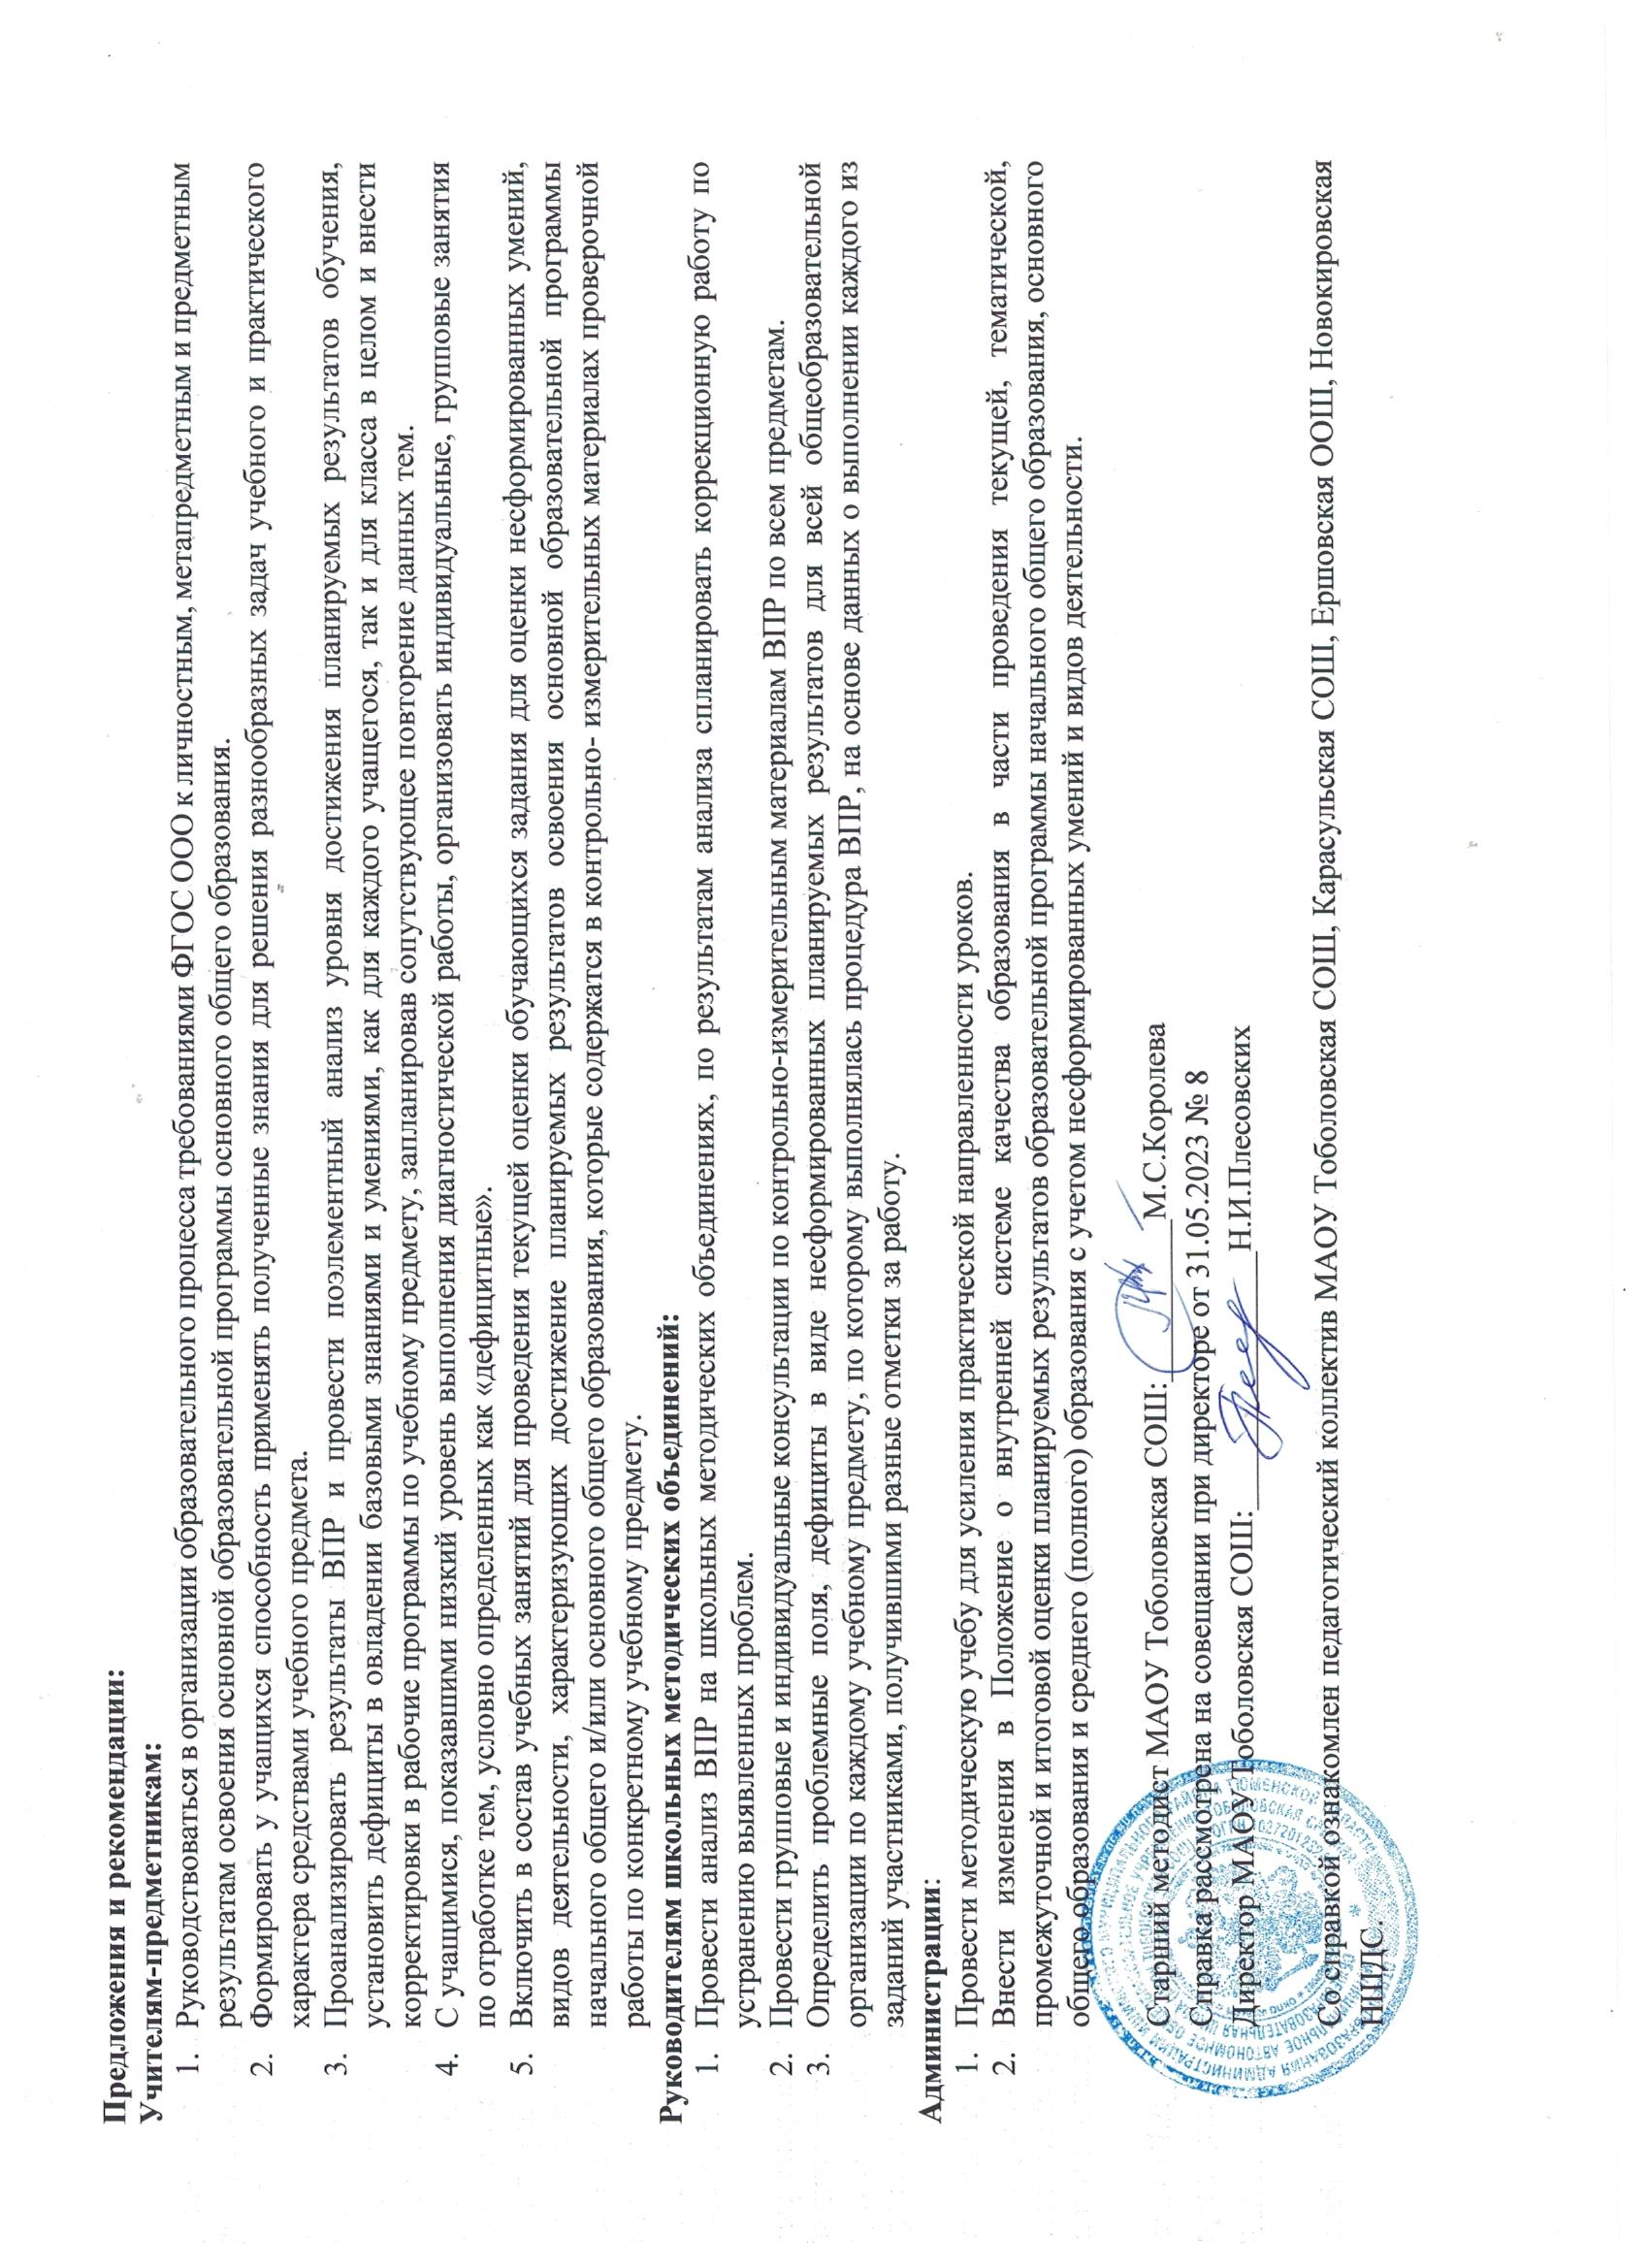 Предложения и рекомендации:
Учителям-предметникам:
1. Руководствоваться в организации образовательного процесса требованиями ФГОС ООО к личностным, метапредметным и предметным
результатам освоения основной образовательной программы основного общего образования.
2. Формировать у учащихся способность применять полученные знания для решения разнообразных задач учебного и практического
характера средствами учебного предмета.
3. Проанализировать результаты ВПР и провести поэлементный анализ уровня достижения планируемых результатов обучения,
установить дефициты в овладении базовыми знаниями и умениями, как для каждого учащегося, так и для класса в целом и внести
корректировки в рабочие программы по учебному предмету, запланировав сопутствующее повторение данных тем.
4. С учащимися, показавшими низкий уровень выполнения диагностической работы, организовать индивидуальные, групповые занятия
по отработке тем, условно определенных как «дефицитные».
5. Включить в состав учебных занятий для проведения текущей оценки обучающихся задания для оценки несформированных умений,
видов деятельности, характеризующих достижение планируемых результатов освоения основной образовательной программы
начального общего и/или основного общего образования, которые содержатся в контрольно- измерительных материалах проверочной
работы по конкретному учебному предмету.
Руководителям школьных методических объединений:
1. Провести анализ ВПР на школьных методических объединениях, по результатам анализа спланировать коррекционную работу по
устранению выявленных проблем.
2. Провести групповые и индивидуальные консультации по контрольно-измерительным материалам ВПР по всем предметам.
3. Определить проблемные поля, дефициты в виде несформированных планируемых результатов для всей общеобразовательной
организации по каждому учебному предмету, по которому выполнялась процедура ВПР, на основе данных о выполнении каждого из
заданий участниками, получившими разные отметки за работу.
Администрации:
1. Провести методическую учебу для усиления практической направленности уроков.
2. Внести изменения в Положение о внутренней системе качества образования в части проведения текущей, тематической,
промежуточной и итоговой оценки планируемых результатов образовательной программы начального общего образования, основного
общего образования и среднего (полного) образования с учетом несформированных умений и видов деятельности.
Старший методист МАОУ Тоболовская СОШ: М.С.Королева
Справка рассмотрена на совещании при директоре от 31.05.2023 № 8
Директор МАОУ Тоболовская СОШ: Н.И.Плесовских
Со справкой ознакомлен педагогический коллектив МАОУ Тоболовская СОШ, Карасульская СОШ, Ершовская ООШ, Новокировская
НШДС.